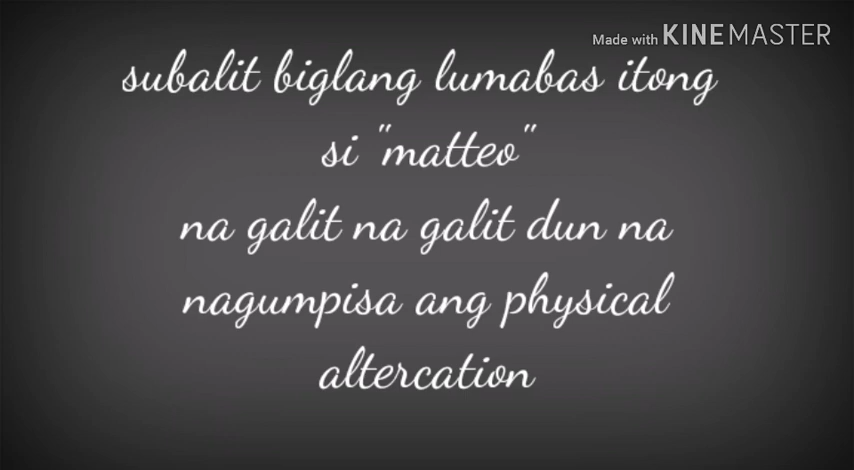 Made with KINEMASTER
subalit biglang lumabas itong
si "matteo"
na galit na galit dun na
nagumpisa ang physical
altercation